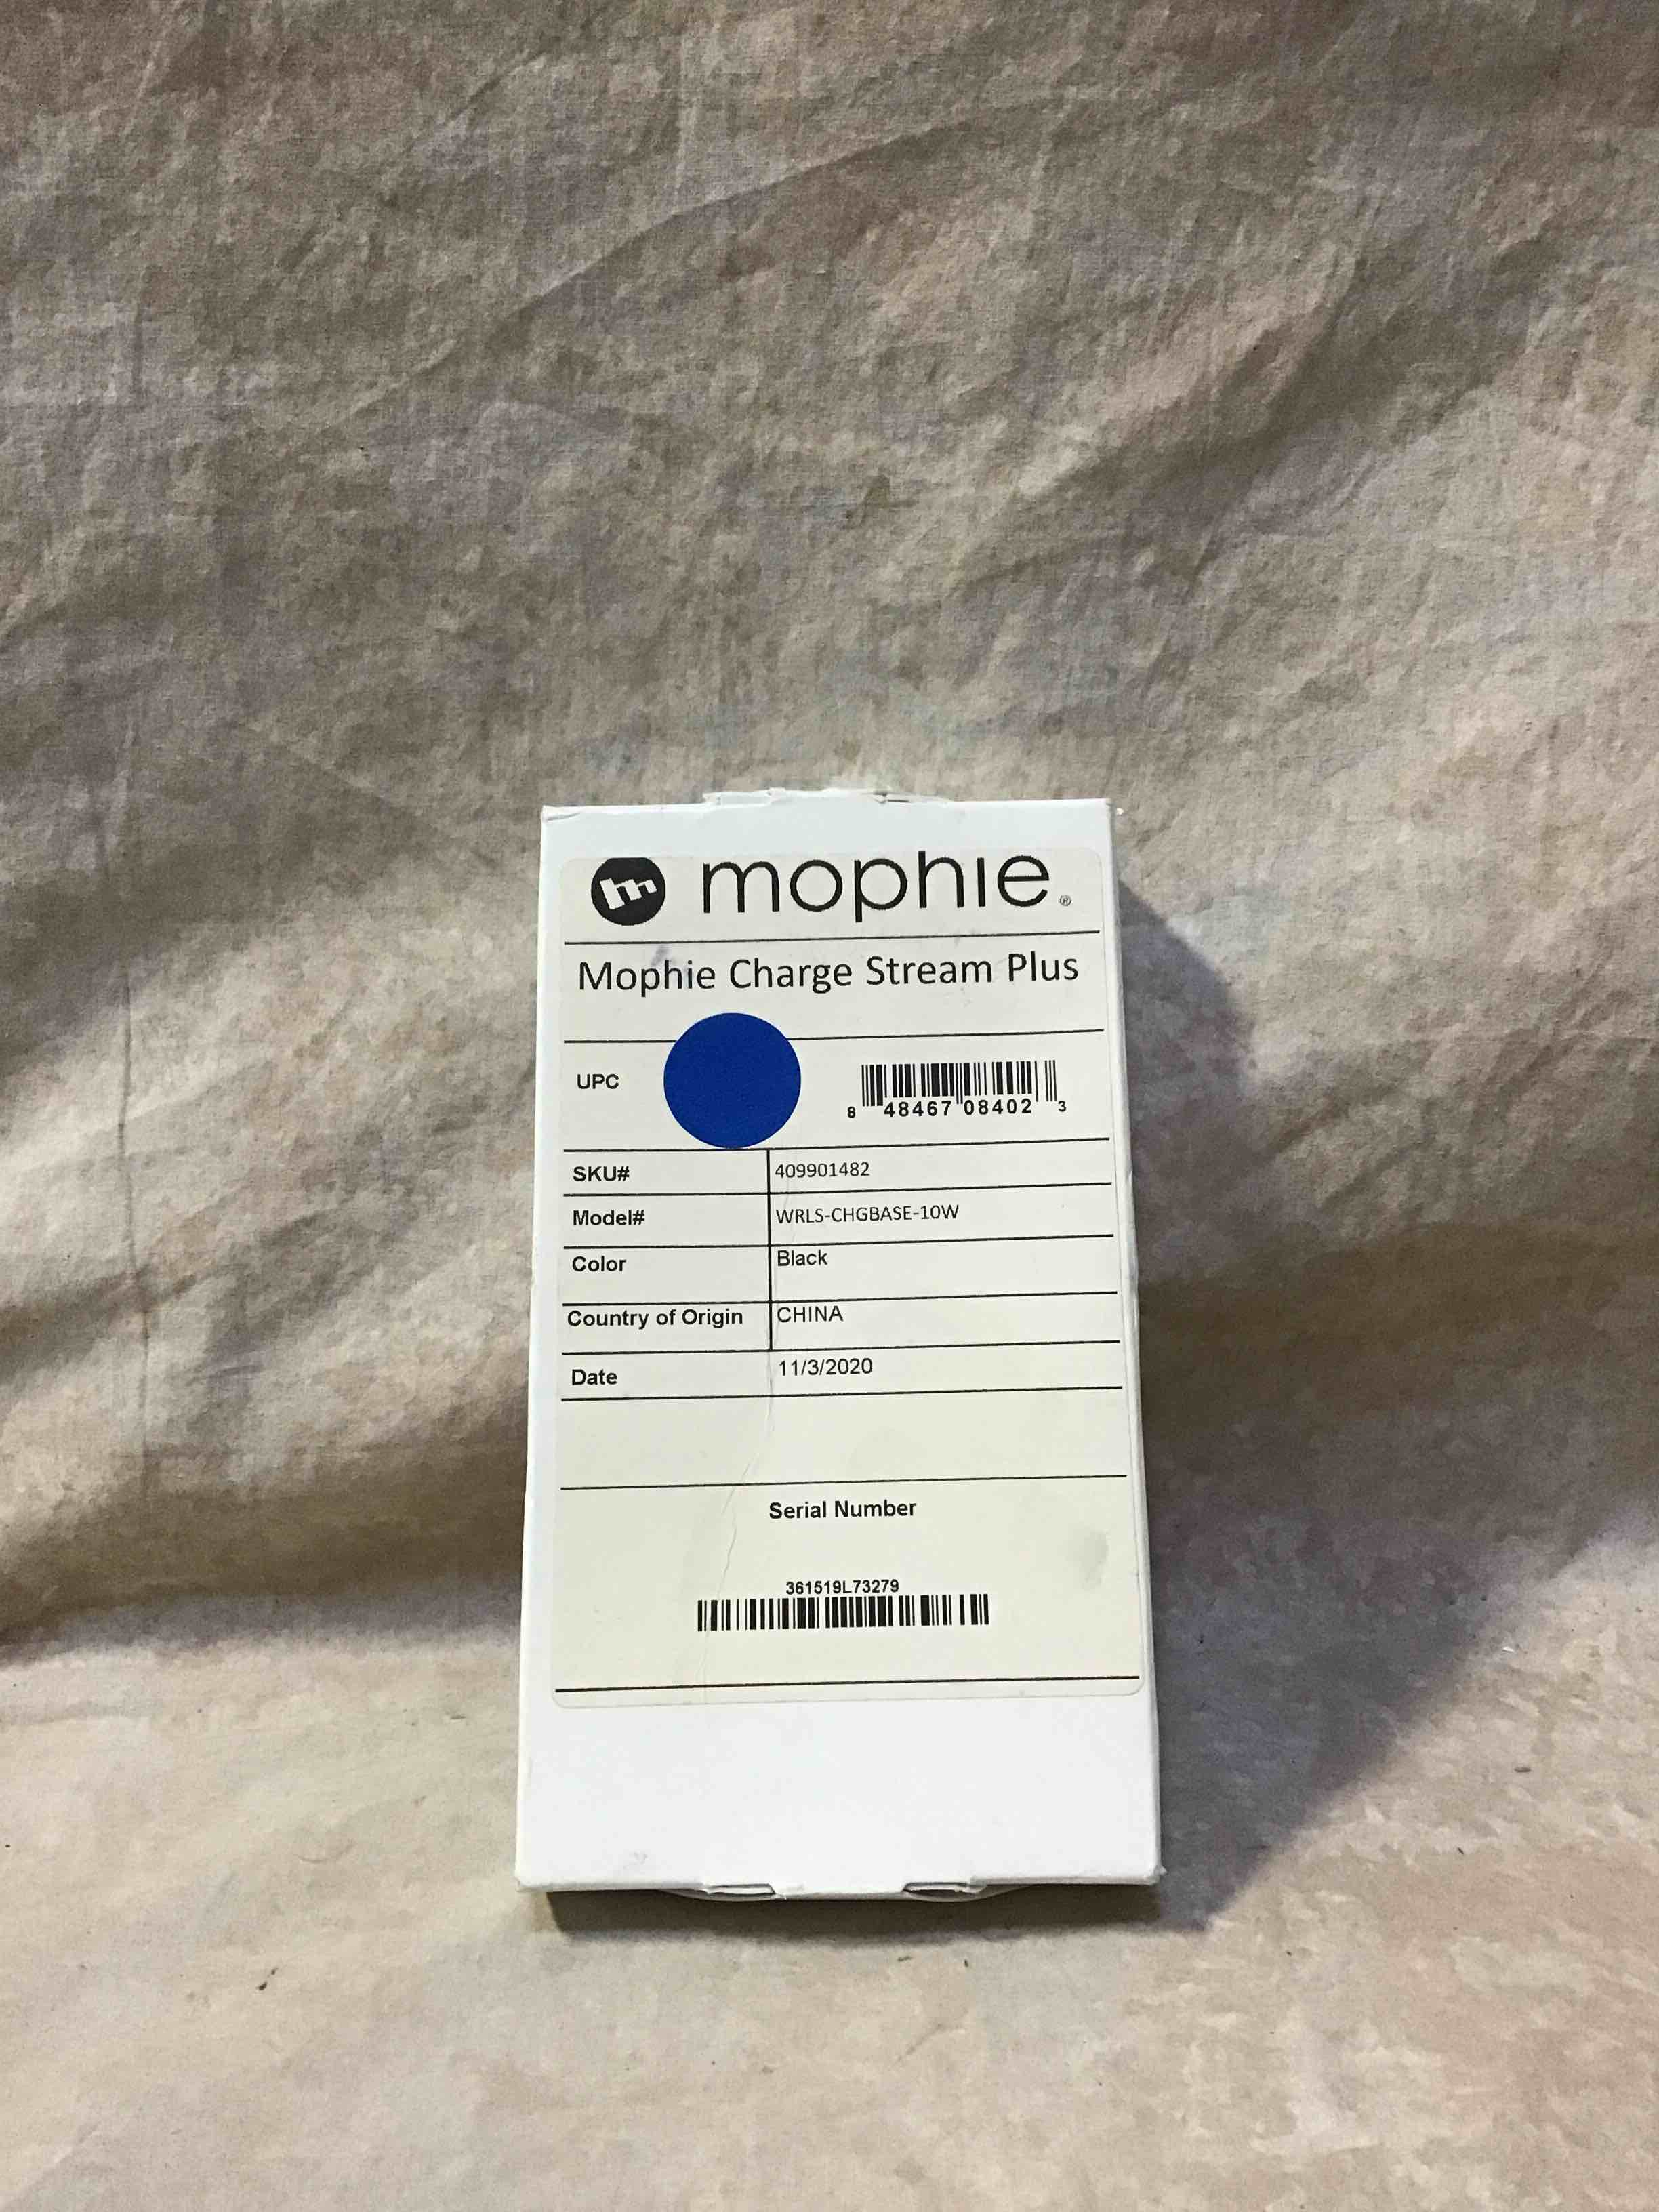 m mophie®
Mophie Charge Stream Plus
UPC
8 48467 08402 3
SKU# 409901482
Model# WRLS-CHGBASE-10W
Color Black
Country of Origin CHINA
Date 11/3/2020
Serial Number
361519L73279